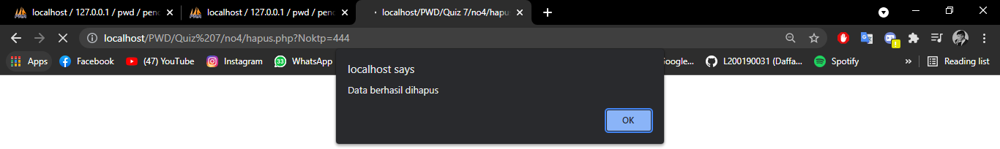 localhost / 127.0.0.1 / pwd / penc
localhost / 127.0.0.1 / pwd / penc
localhost/PWD/Quiz 7/no4/hapus
localhost/PWD/Quiz%207/no4/hapus.php?Noktp=444
Apps
Facebook
(47) YouTube
Instagram
33
WhatsApp
oogle...
L200190031 (Daffa...
Spotify
»
Reading list
localhost says
Data berhasil dihapus
OK